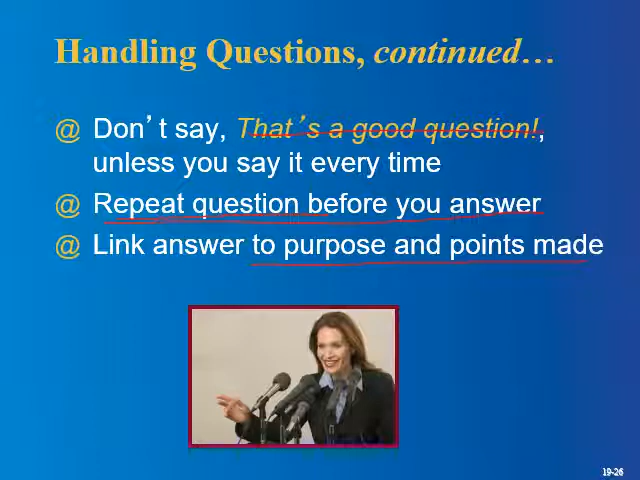 Handling Questions, continued…
@ Don't say, That's a good question!,
unless you say it every time
@ Repeat question before you answer
@ Link answer to purpose and points made
19-26